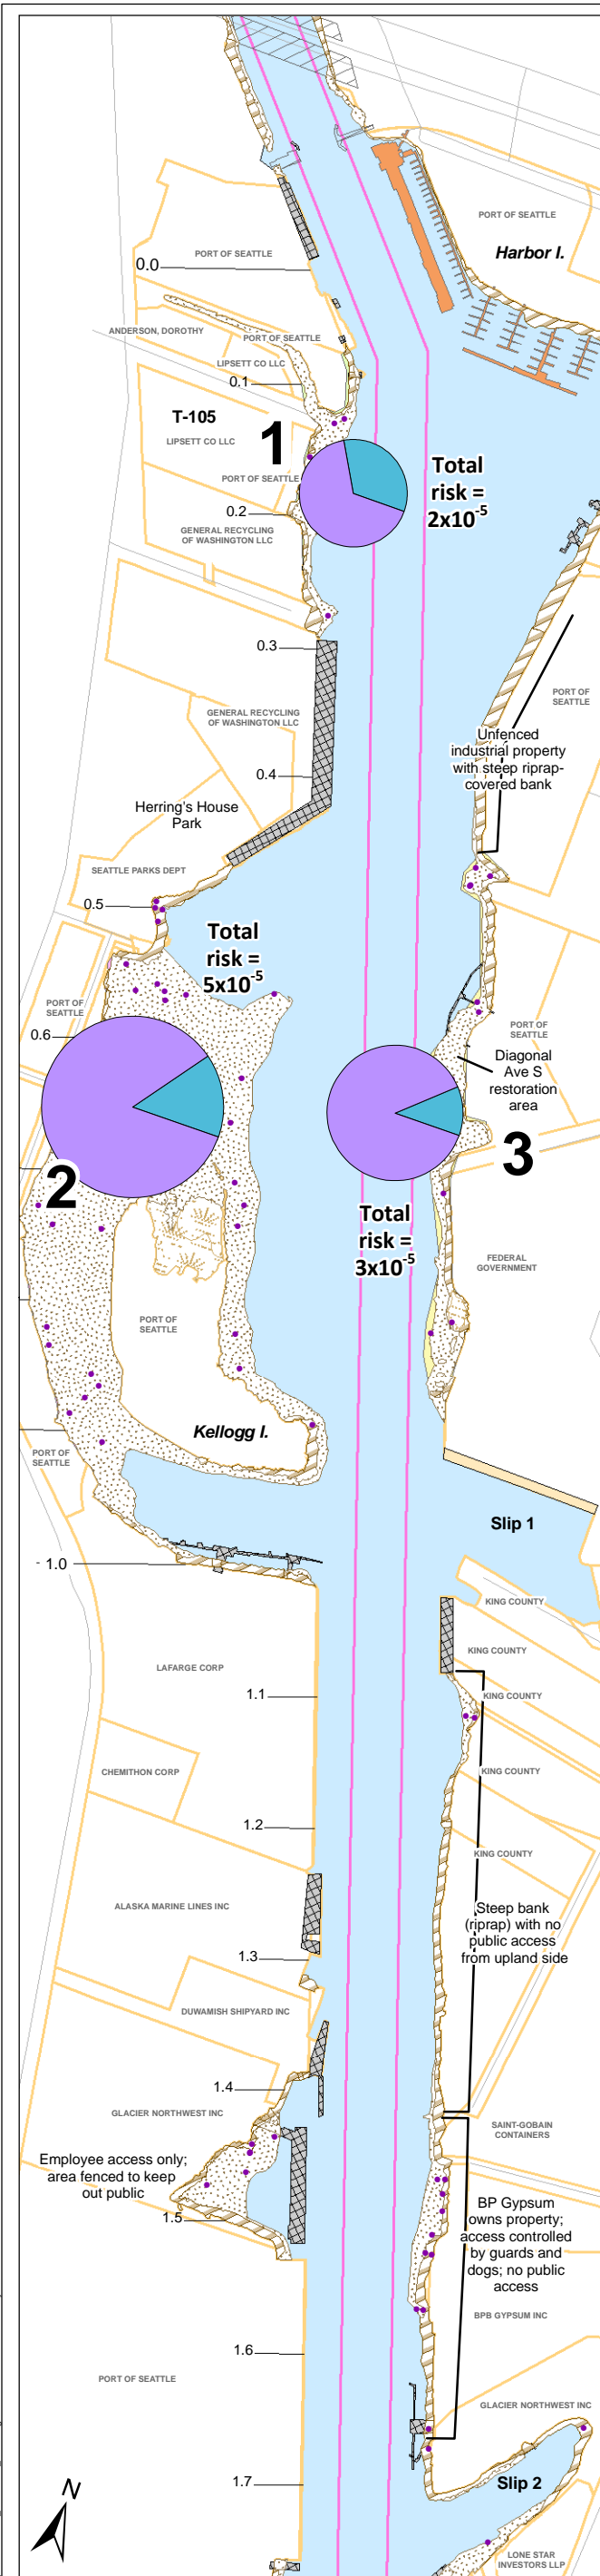 PORT OF SEATTLE
Harbor I.
PORT OF SEATTLE
0.0
ANDERSON, DOROTHY
PORT OF SEATTLE
LIPSETT CO LLC
0.1
T-105
LIPSETT CO LLC
1
PORT OF SEATTLE
Total
risk =
2x10-5
0.2
GENERAL RECYCLING
OF WASHINGTON LLC
0.3
PORT OF
SEATTLE
GENERAL RECYCLING
OF WASHINGTON LLC
Unfenced
industrial property
with steep riprap-
covered bank
0.4
Herring's House
Park
SEATTLE PARKS DEPT
0.5
Total
risk =
5x10-5
PORT OF
SEATTLE
0.6
PORT OF
SEATTLE
Diagonal
Ave S
restoration
area
2
3
Total
risk =
3x10-5
FEDERAL
GOVERNMENT
PORT OF
SEATTLE
Kellogg I.
PORT OF
SEATTLE
Slip 1
1.0
KING COUNTY
KING COUNTY
LAFARGE CORP
KING COUNTY
1.1
CHEMITHON CORP
KING COUNTY
1.2
KING COUNTY
ALASKA MARINE LINES INC
Steep bank
(riprap) with no
public access
from upland side
1.3
DUWAMISH SHIPYARD INC
1.4
GLACIER NORTHWEST INC
SAINT-GOBAIN
CONTAINERS
Employee access only;
area fenced to keep
out public
1.5
BP Gypsum
owns property;
access controlled
by guards and
dogs; no public
access
BPB GYPSUM INC
1.6
PORT OF SEATTLE
GLACIER NORTHWEST INC
1.7
Slip 2
N
LONE STAR
INVESTORS LLP